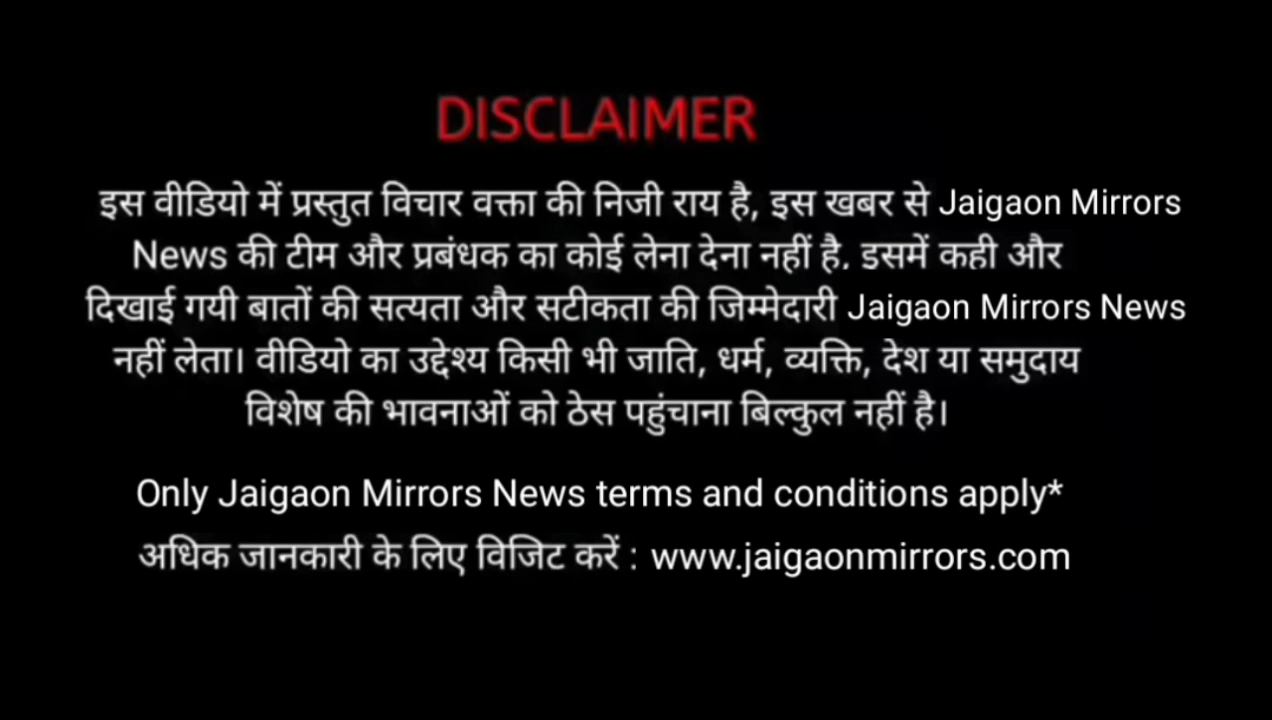 DISCLAIMER
इस वीडियो में प्रस्तुत विचार वक्ता की निजी राय है, इस खबर से Jaigaon Mirrors
News की टीम और प्रबंधक का कोई लेना देना नहीं है. इसमें कही और
दिखाई गयी बातों की सत्यता और सटीकता की जिम्मेदारी Jaigaon Mirrors News
नहीं लेता। वीडियो का उद्देश्य किसी भी जाति, धर्म, व्यक्ति, देश या समुदाय
विशेष की भावनाओं को ठेस पहुंचाना बिल्कुल नहीं है।
Only Jaigaon Mirrors News terms and conditions apply*
अधिक जानकारी के लिए विजिट करें : www.jaigaonmirrors.com